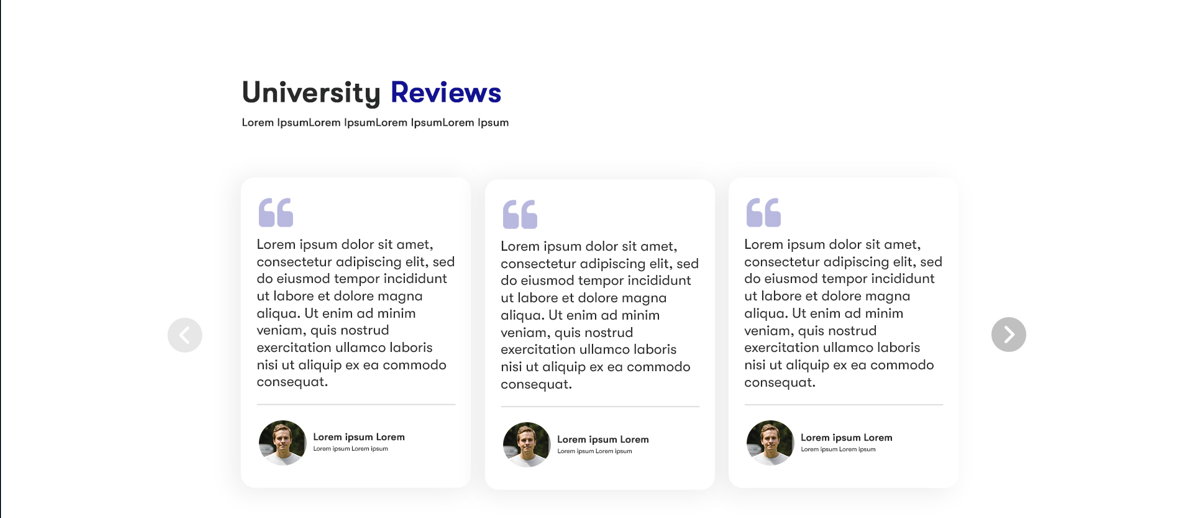 University Reviews
Lorem IpsumLorem IpsumLorem IpsumLorem Ipsum
Lorem ipsum dolor sit amet,
consectetur adipiscing elit, sed
do eiusmod tempor incididunt
ut labore et dolore magna
aliqua. Ut enim ad minim
veniam, quis nostrud
exercitation ullamco laboris
nisi ut aliquip ex ea commodo
consequat.
Lorem ipsum Lorem
Lorem ipsum Lorem ipsum
Lorem ipsum dolor sit amet,
consectetur adipiscing elit, sed
do eiusmod tempor incididunt
ut labore et dolore magna
aliqua. Ut enim ad minim
veniam, quis nostrud
exercitation ullamco laboris
nisi ut aliquip ex ea commodo
consequat.
Lorem ipsum Lorem
Lorem ipsum Lorem ipsum
Lorem ipsum dolor sit amet,
consectetur adipiscing elit, sed
do eiusmod tempor incididunt
ut labore et dolore magna
aliqua. Ut enim ad minim
veniam, quis nostrud
exercitation ullamco laboris
nisi ut aliquip ex ea commodo
consequat.
Lorem ipsum Lorem
Lorem ipsum Lorem ipsum